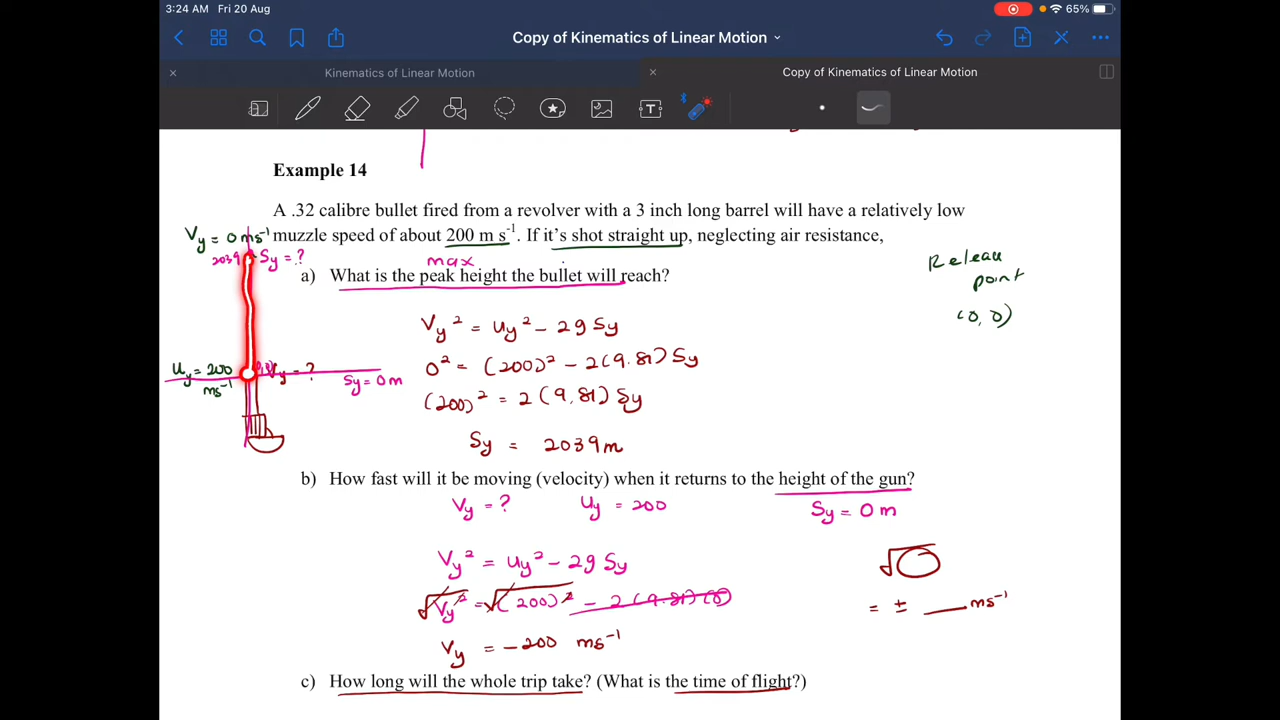 3:24 AM Fri 20 Aug
65%
Copy of Kinematics of Linear Motion
Kinematics of Linear Motion
Copy of Kinematics of Linear Motion
Example 14
A .32 calibre bullet fired from a revolver with a 3 inch long barrel will have a relatively low
muzzle speed of about 200 m s⁻¹. If it's shot straight up, neglecting air resistance,
Vy = 0 ms⁻¹
2039
Sy = ?
max
a) What is the peak height the bullet will reach?
Release
point
(0, 0)
Vy² = uy² - 2g Sy
0² = (200)² - 2(9.81) Sy
(200)² = 2(9.81) Sy
Sy = 2039m
uy = 200
ms⁻¹
Vy = ?
Sy = 0 m
b) How fast will it be moving (velocity) when it returns to the height of the gun?
Vy = ? uy = 200 Sy = 0 m
Vy² = uy² - 2g Sy
√Vy² = √(200)² - 2(9.81)(0)
= ± ___ ms⁻¹
Vy = -200 ms⁻¹
c) How long will the whole trip take? (What is the time of flight?)